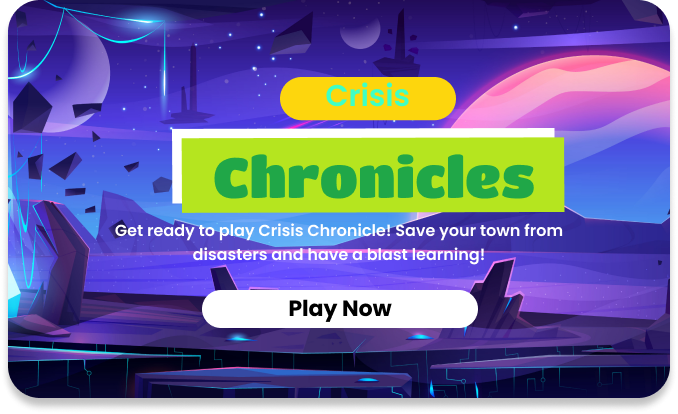 Crisis
Chronicles
Get ready to play Crisis Chronicle! Save your town from
disasters and have a blast learning!
Play Now